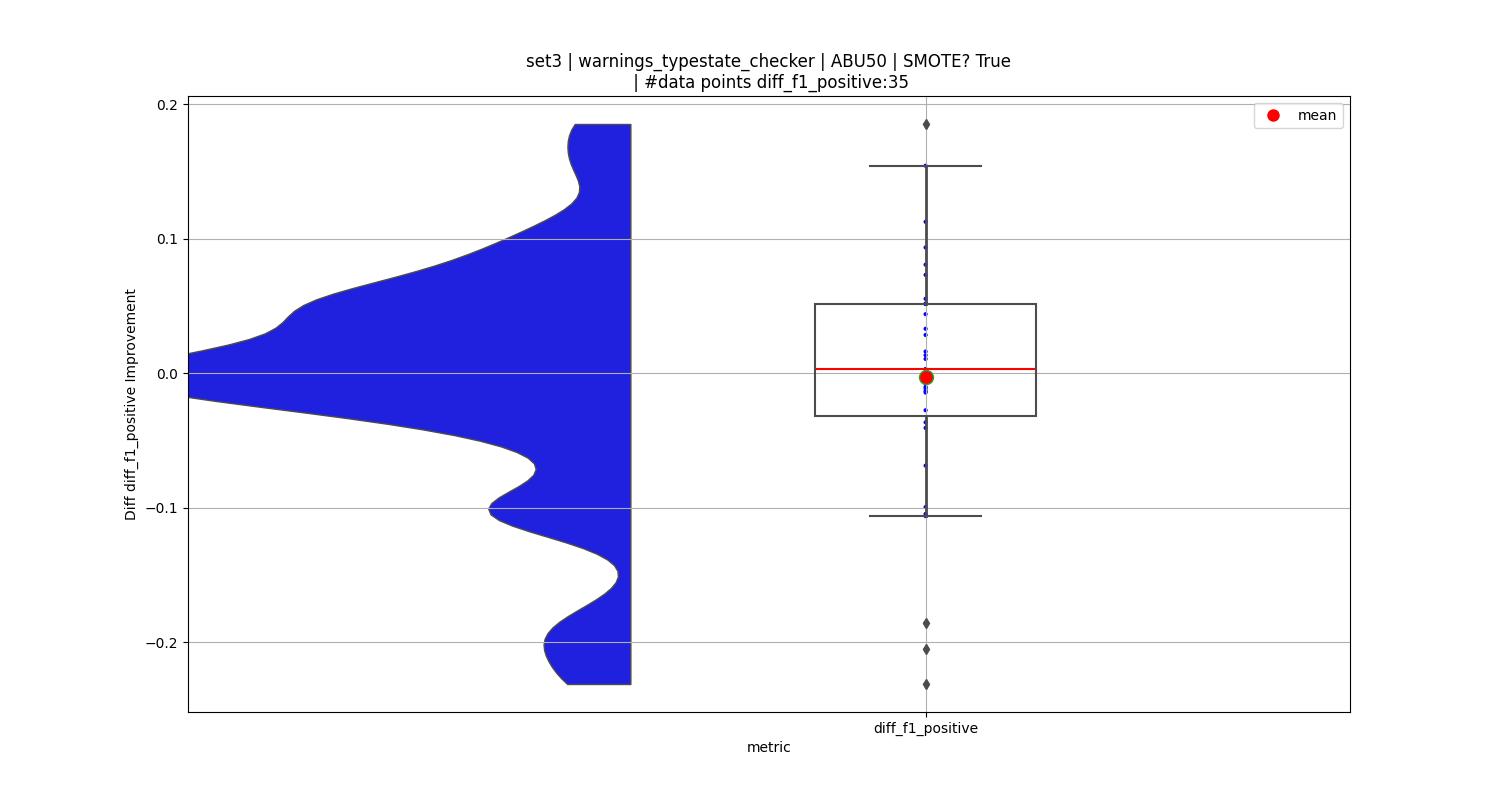 set3 | warnings_typestate_checker | ABU50 | SMOTE? True
| #data points diff_f1_positive:35
mean
0.2
0.1
0.0
−0.1
−0.2
Diff diff_f1_positive Improvement
diff_f1_positive
metric